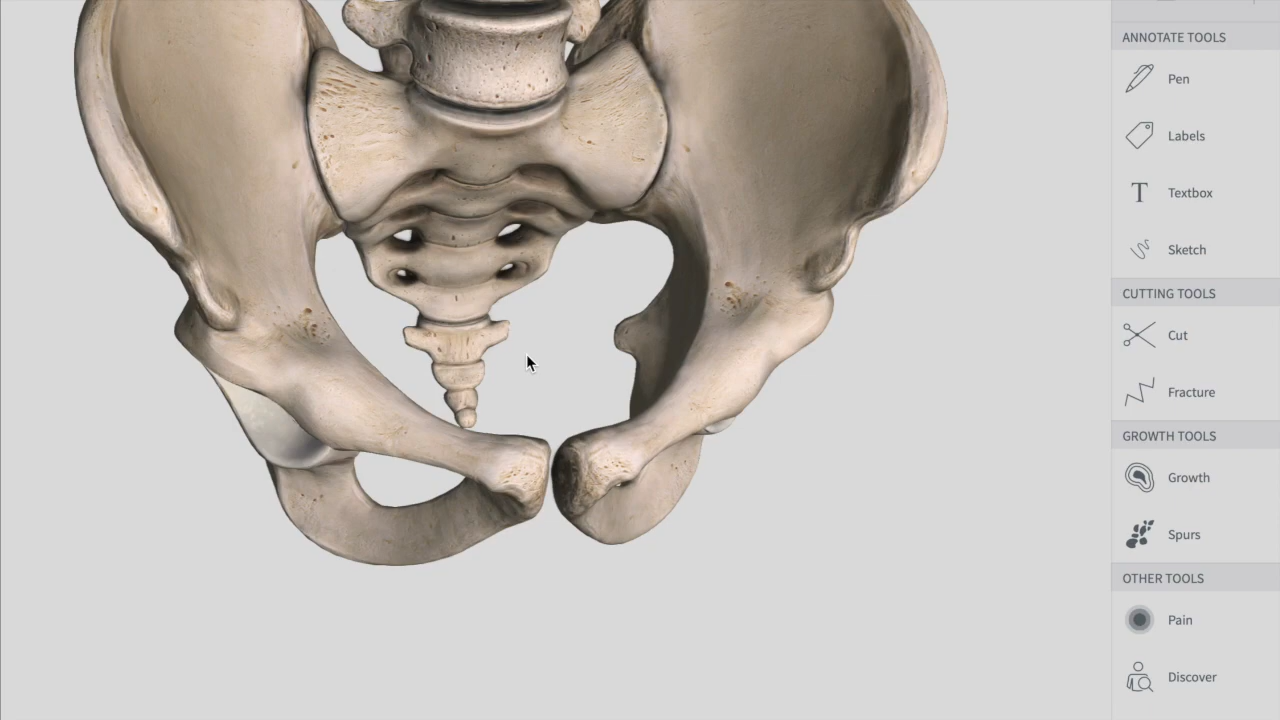 ANNOTATE TOOLS
Pen
Labels
Textbox
Sketch
CUTTING TOOLS
Cut
Fracture
GROWTH TOOLS
Growth
Spurs
OTHER TOOLS
Pain
Discover